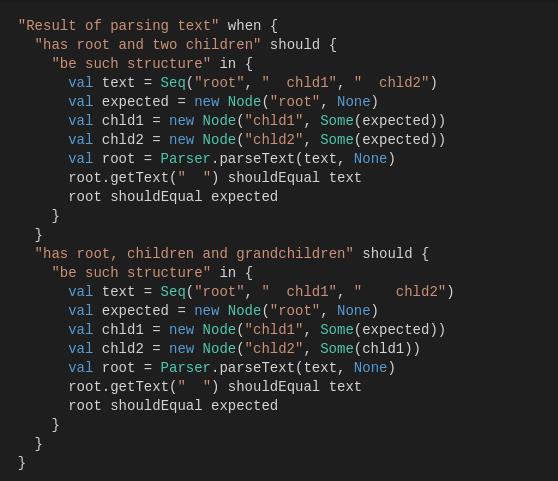 "Result of parsing text" when {
  "has root and two children" should {
    "be such structure" in {
      val text = Seq("root", "  chld1", "  chld2")
      val expected = new Node("root", None)
      val chld1 = new Node("chld1", Some(expected))
      val chld2 = new Node("chld2", Some(expected))
      val root = Parser.parseText(text, None)
      root.getText("  ") shouldEqual text
      root shouldEqual expected
    }
  }
  "has root, children and grandchildren" should {
    "be such structure" in {
      val text = Seq("root", "  chld1", "    chld2")
      val expected = new Node("root", None)
      val chld1 = new Node("chld1", Some(expected))
      val chld2 = new Node("chld2", Some(chld1))
      val root = Parser.parseText(text, None)
      root.getText("  ") shouldEqual text
      root shouldEqual expected
    }
  }
}